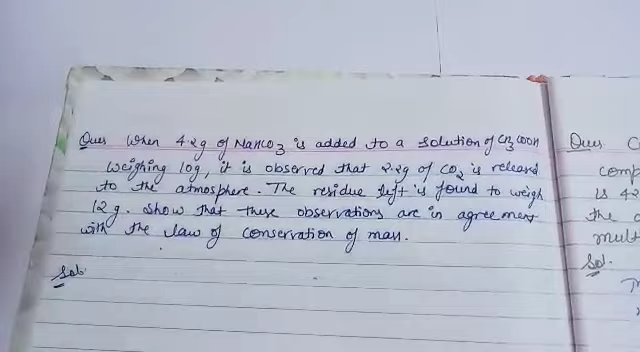 Ques When 4.2g of NaHCO3 is added to a solution of CH3COOH
weighing 10g, it is observed that 2.2g of CO2 is released
to the atmosphere. The residue left is found to weigh
12g. Show that these observations are in agreement
with the law of conservation of mass.
Sol.
Ques
comp
is 42
the
mult
Sol.